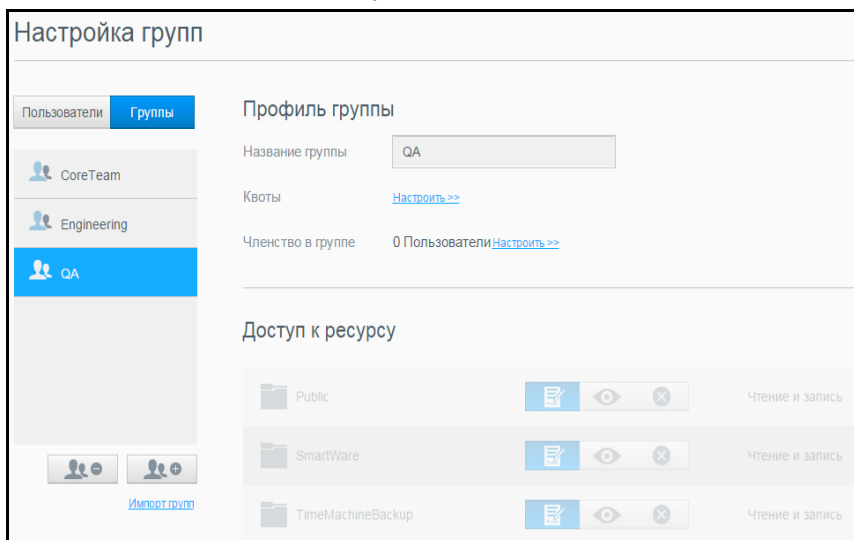 Настройка групп
Пользователи Группы
CoreTeam
Engineering
QA
Импорт групп
Профиль группы
Название группы QA
Квоты Настроить >>
Членство в группе 0 Пользователи Настроить >>
Доступ к ресурсу
Public Чтение и запись
SmartWare Чтение и запись
TimeMachineBackup Чтение и запись